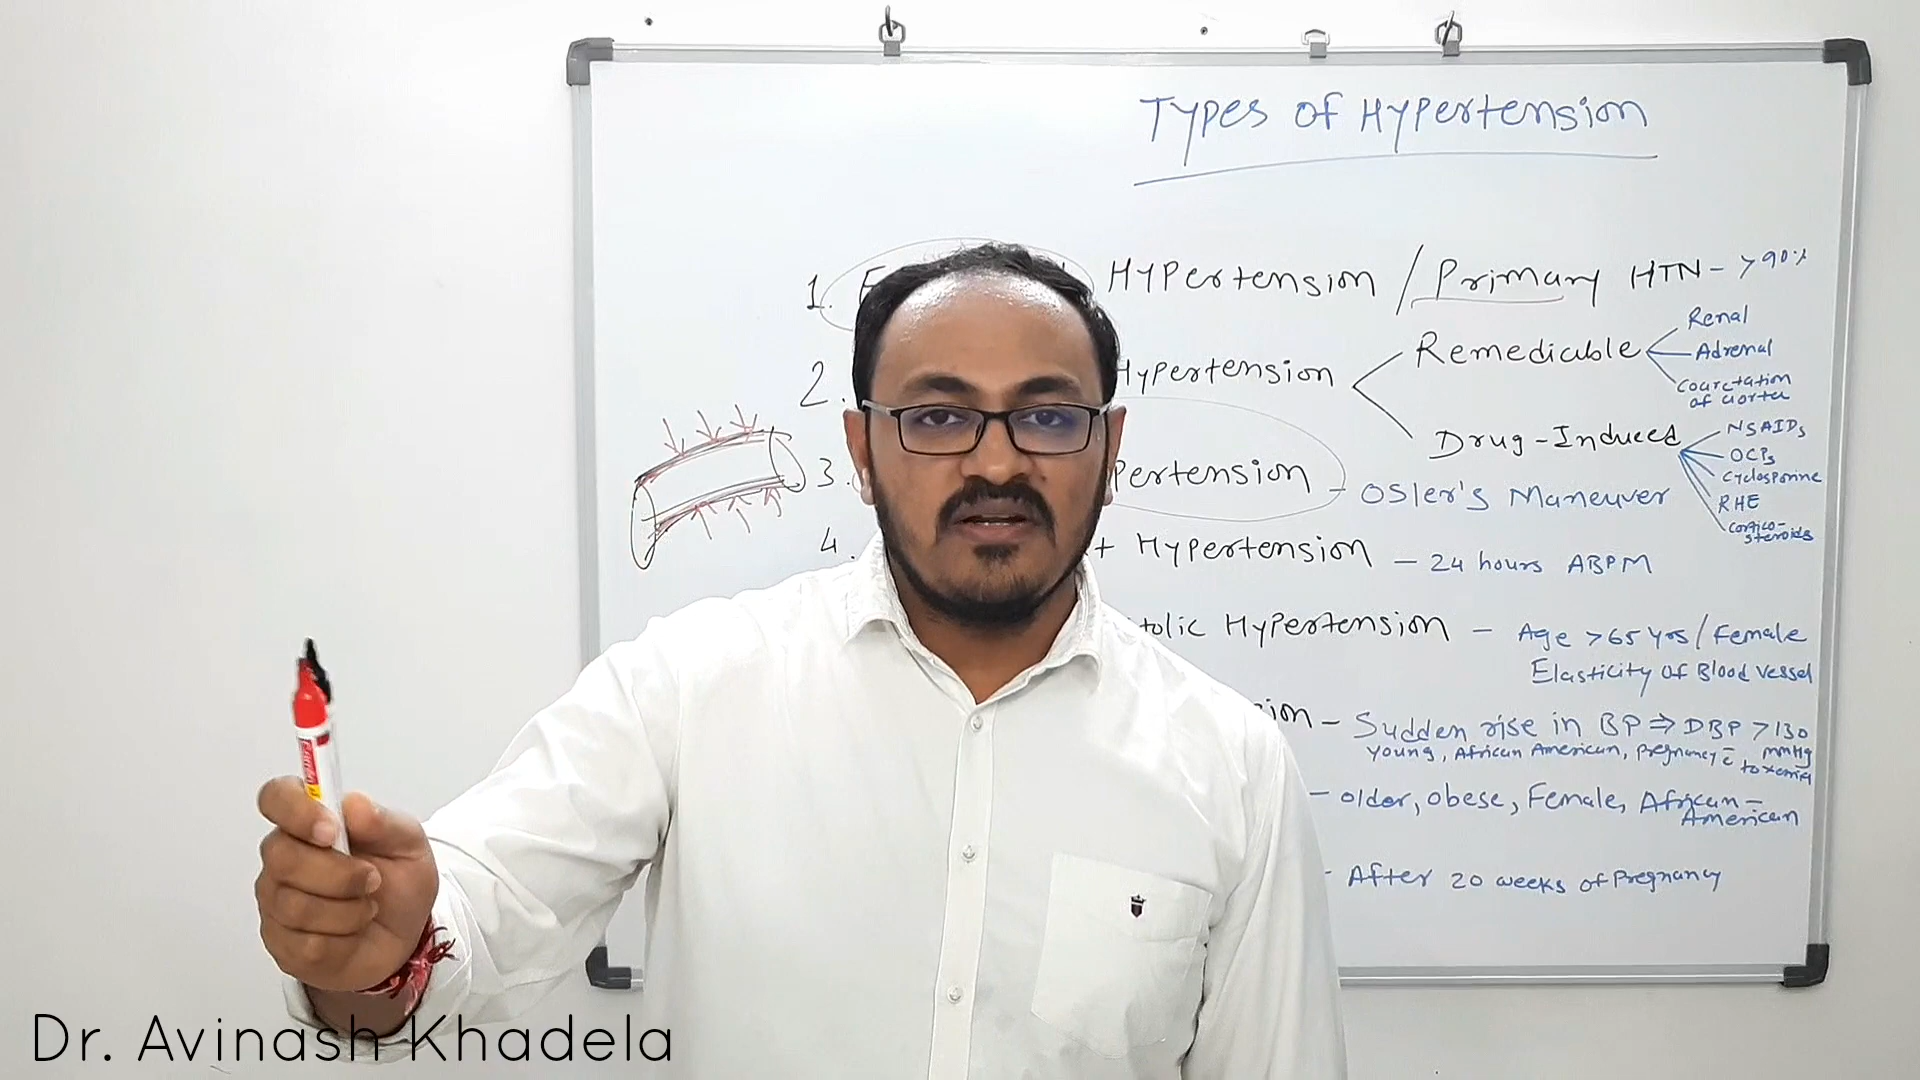 Types of Hypertension
1. E Hypertension / Primary HTN - >90%
2. Hypertension
Remediable
Renal
Adrenal
Coarctation
of aorta
Drug-Induced
NSAIDs
OCPs
Cyclosporine
RHE
Cortico-
steroids
3. pertension - Osler's Maneuver
4. t Hypertension - 24 hours ABPM
tolic Hypertension - Age >65 yrs / Female
Elasticity of Blood vessel
ion - Sudden rise in BP ⇒ DBP >130
mmHg
young, African American, Pregnancy c̄
toxemia
- older, obese, Female, African-
American
- After 20 weeks of Pregnancy
Dr. Avinash Khadela